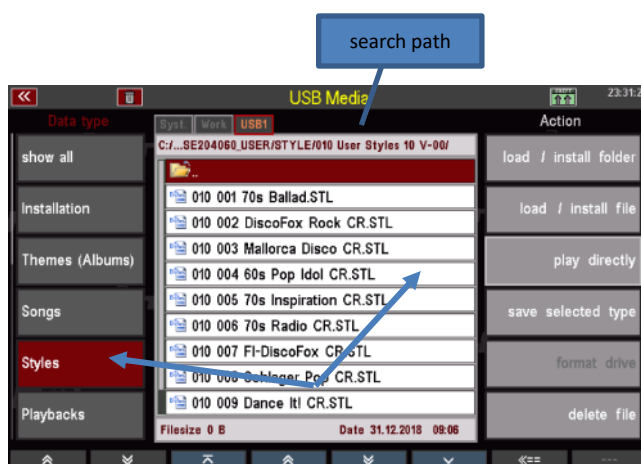 search path
USB Media
23:31:2
Data type
Syst. Work USB1
Action
C:/...SE204060_USER/STYLE/010 User Styles 10 V-00/
show all
..
load / install folder
010 001 70s Ballad.STL
Installation
010 002 DiscoFox Rock CR.STL
load / install file
010 003 Mallorca Disco CR.STL
Themes (Albums)
010 004 60s Pop Idol CR.STL
play directly
010 005 70s Inspiration CR.STL
Songs
010 006 70s Radio CR.STL
save selected type
010 007 FI-DiscoFox CR.STL
Styles
010 008 Schlager Pop CR.STL
format drive
010 009 Dance It! CR.STL
Playbacks
delete file
Filesize 0 B Date 31.12.2018 09:06
«== ---